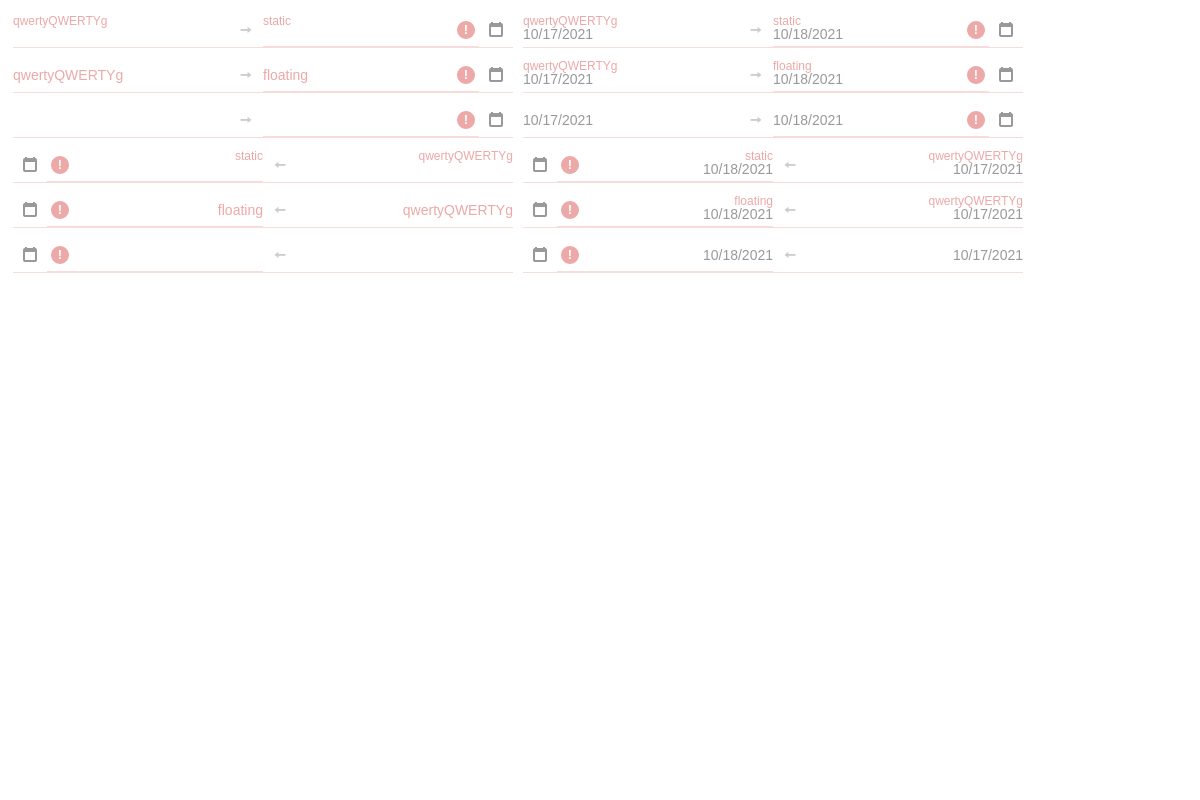 qwertyQWERTYg static ! qwertyQWERTYg static !
10/17/2021 10/18/2021
qwertyQWERTYg floating ! qwertyQWERTYg floating !
10/17/2021 10/18/2021
! 10/17/2021 10/18/2021 !
! static qwertyQWERTYg ! static qwertyQWERTYg
10/18/2021 10/17/2021
! floating qwertyQWERTYg ! floating qwertyQWERTYg
10/18/2021 10/17/2021
! ! 10/18/2021 10/17/2021